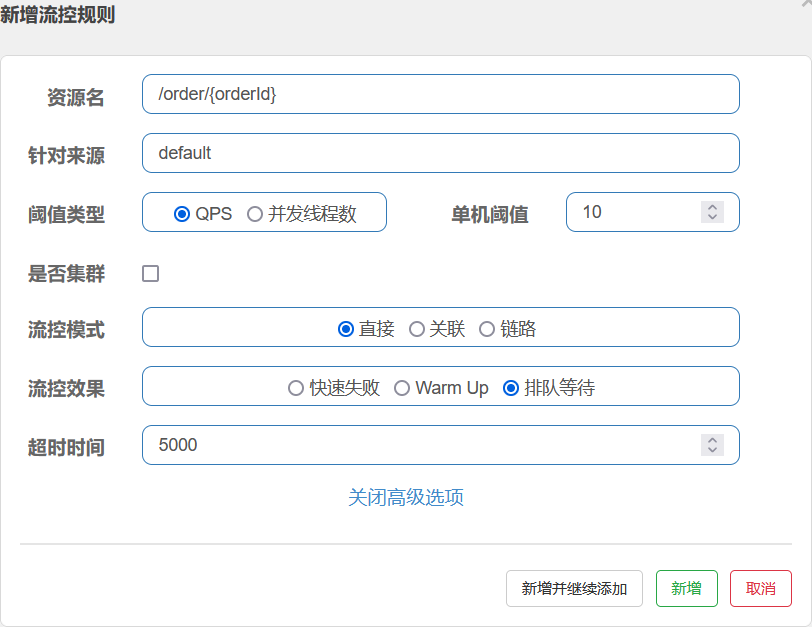 新增流控规则
资源名 /order/{orderId}
针对来源 default
阈值类型 QPS 并发线程数 单机阈值 10
是否集群
流控模式 直接 关联 链路
流控效果 快速失败 Warm Up 排队等待
超时时间 5000
关闭高级选项
新增并继续添加 新增 取消